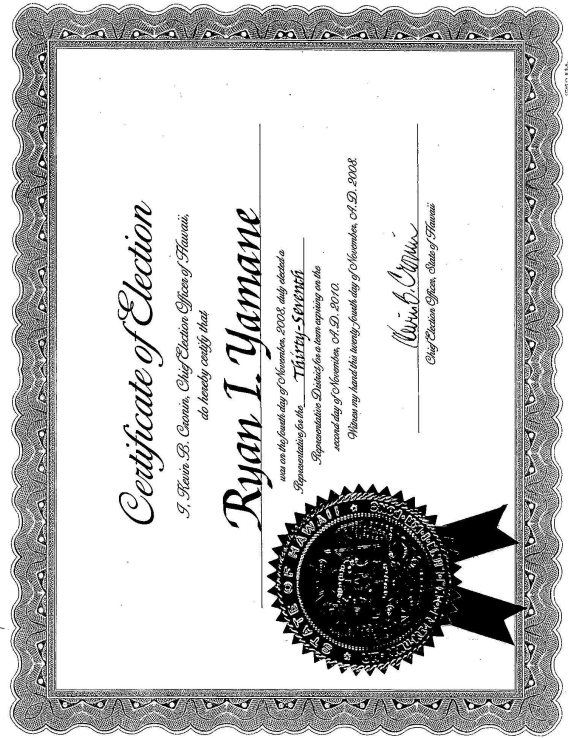 Certificate of Election
I, Kevin B. Cronin, Chief Election Officer of Hawaii,
do hereby certify that
Ryan I. Yamane
was on the fourth day of November, 2008, duly elected a
Representative for the Thirty-Seventh
Representative District for a term expiring on the
second day of November, A.D. 2010.
Witness my hand this twenty-fourth day of November, A.D. 2008.
Kevin B. Cronin
Chief Election Officer, State of Hawaii
STATE OF HAWAII